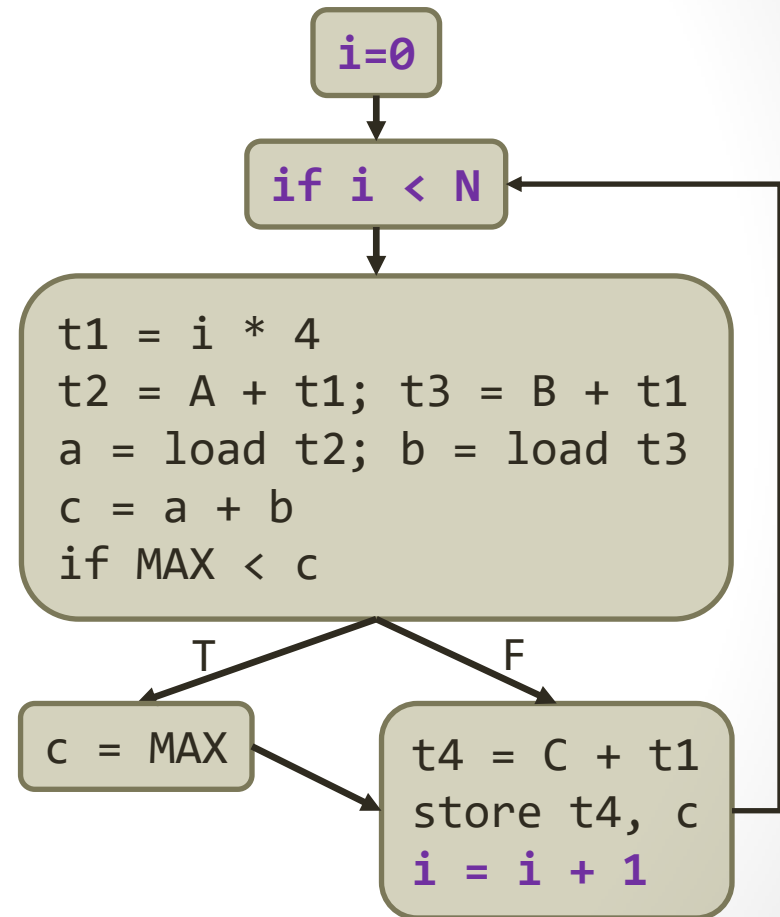 i=0
if i < N
t1 = i * 4
t2 = A + t1; t3 = B + t1
a = load t2; b = load t3
c = a + b
if MAX < c
T
F
c = MAX
t4 = C + t1
store t4, c
i = i + 1